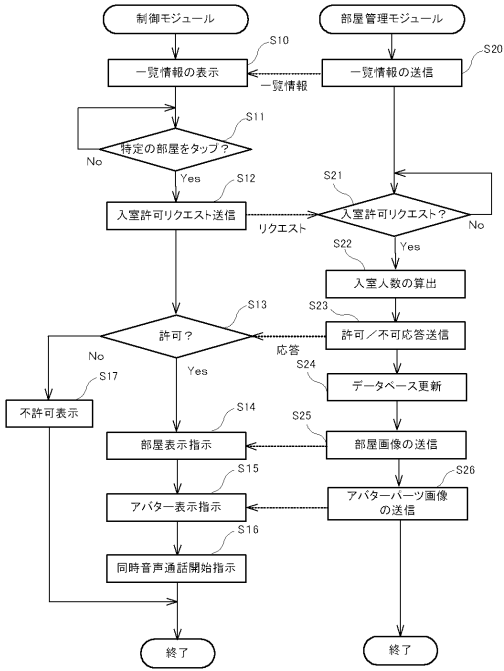 制御モジュール
部屋管理モジュール
S10
S20
一覧情報の表示
一覧情報の送信
一覧情報
S11
特定の部屋をタップ？
No
Yes
S12
S21
入室許可リクエスト送信
入室許可リクエスト？
リクエスト
No
Yes
S22
入室人数の算出
S13
S23
許可？
許可／不可応答送信
応答
No
Yes
S17
S24
データベース更新
不許可表示
S14
S25
部屋表示指示
部屋画像の送信
S15
S26
アバター表示指示
アバターパーツ画像
の送信
S16
同時音声通話開始指示
終了
終了